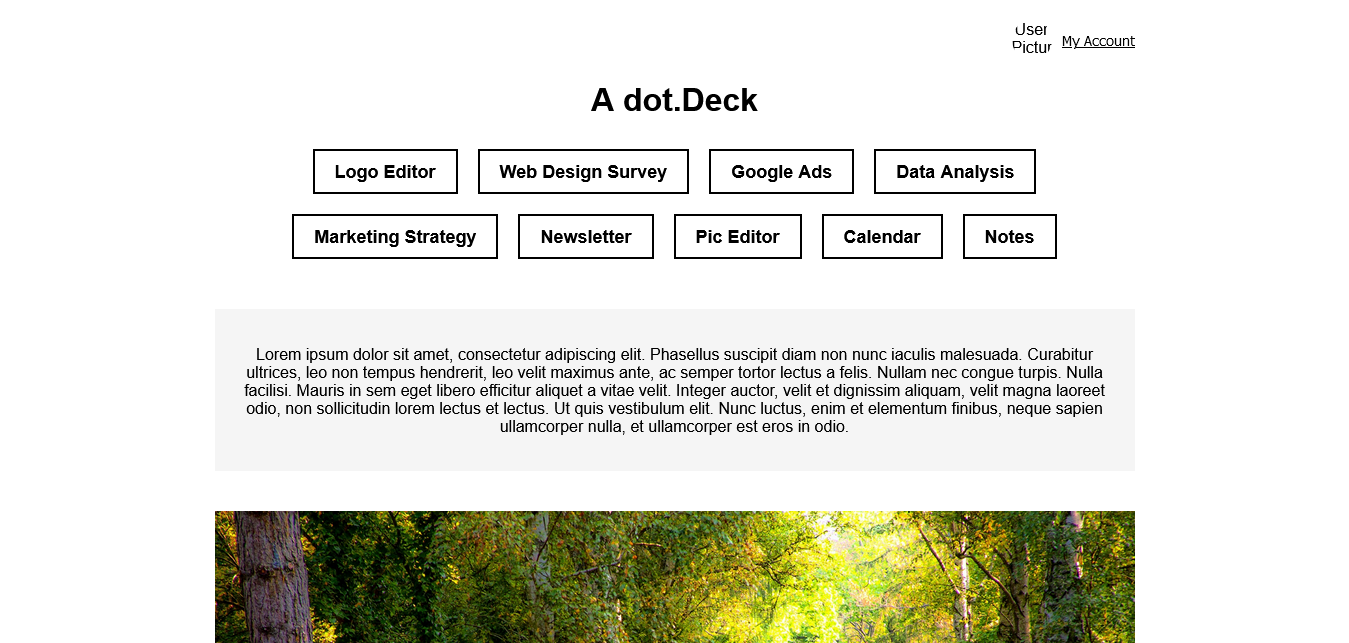 User
Pictur
My Account
A dot.Deck
Logo Editor
Web Design Survey
Google Ads
Data Analysis
Marketing Strategy
Newsletter
Pic Editor
Calendar
Notes
Lorem ipsum dolor sit amet, consectetur adipiscing elit. Phasellus suscipit diam non nunc iaculis malesuada. Curabitur
ultrices, leo non tempus hendrerit, leo velit maximus ante, ac semper tortor lectus a felis. Nullam nec congue turpis. Nulla
facilisi. Mauris in sem eget libero efficitur aliquet a vitae velit. Integer auctor, velit et dignissim aliquam, velit magna laoreet
odio, non sollicitudin lorem lectus et lectus. Ut quis vestibulum elit. Nunc luctus, enim et elementum finibus, neque sapien
ullamcorper nulla, et ullamcorper est eros in odio.